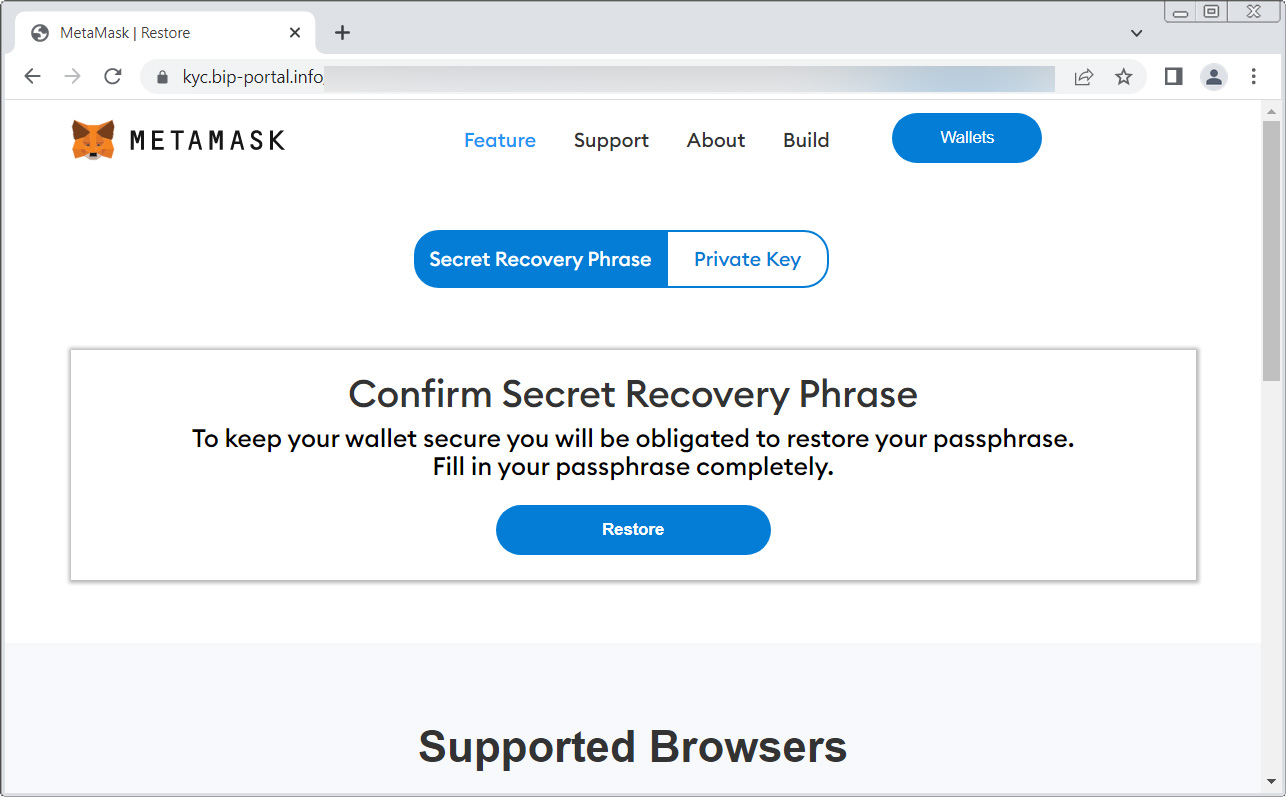 MetaMask | Restore
kyc.bip-portal.info
METAMASK
Feature
Support
About
Build
Wallets
Secret Recovery Phrase
Private Key
Confirm Secret Recovery Phrase
To keep your wallet secure you will be obligated to restore your passphrase.
Fill in your passphrase completely.
Restore
Supported Browsers